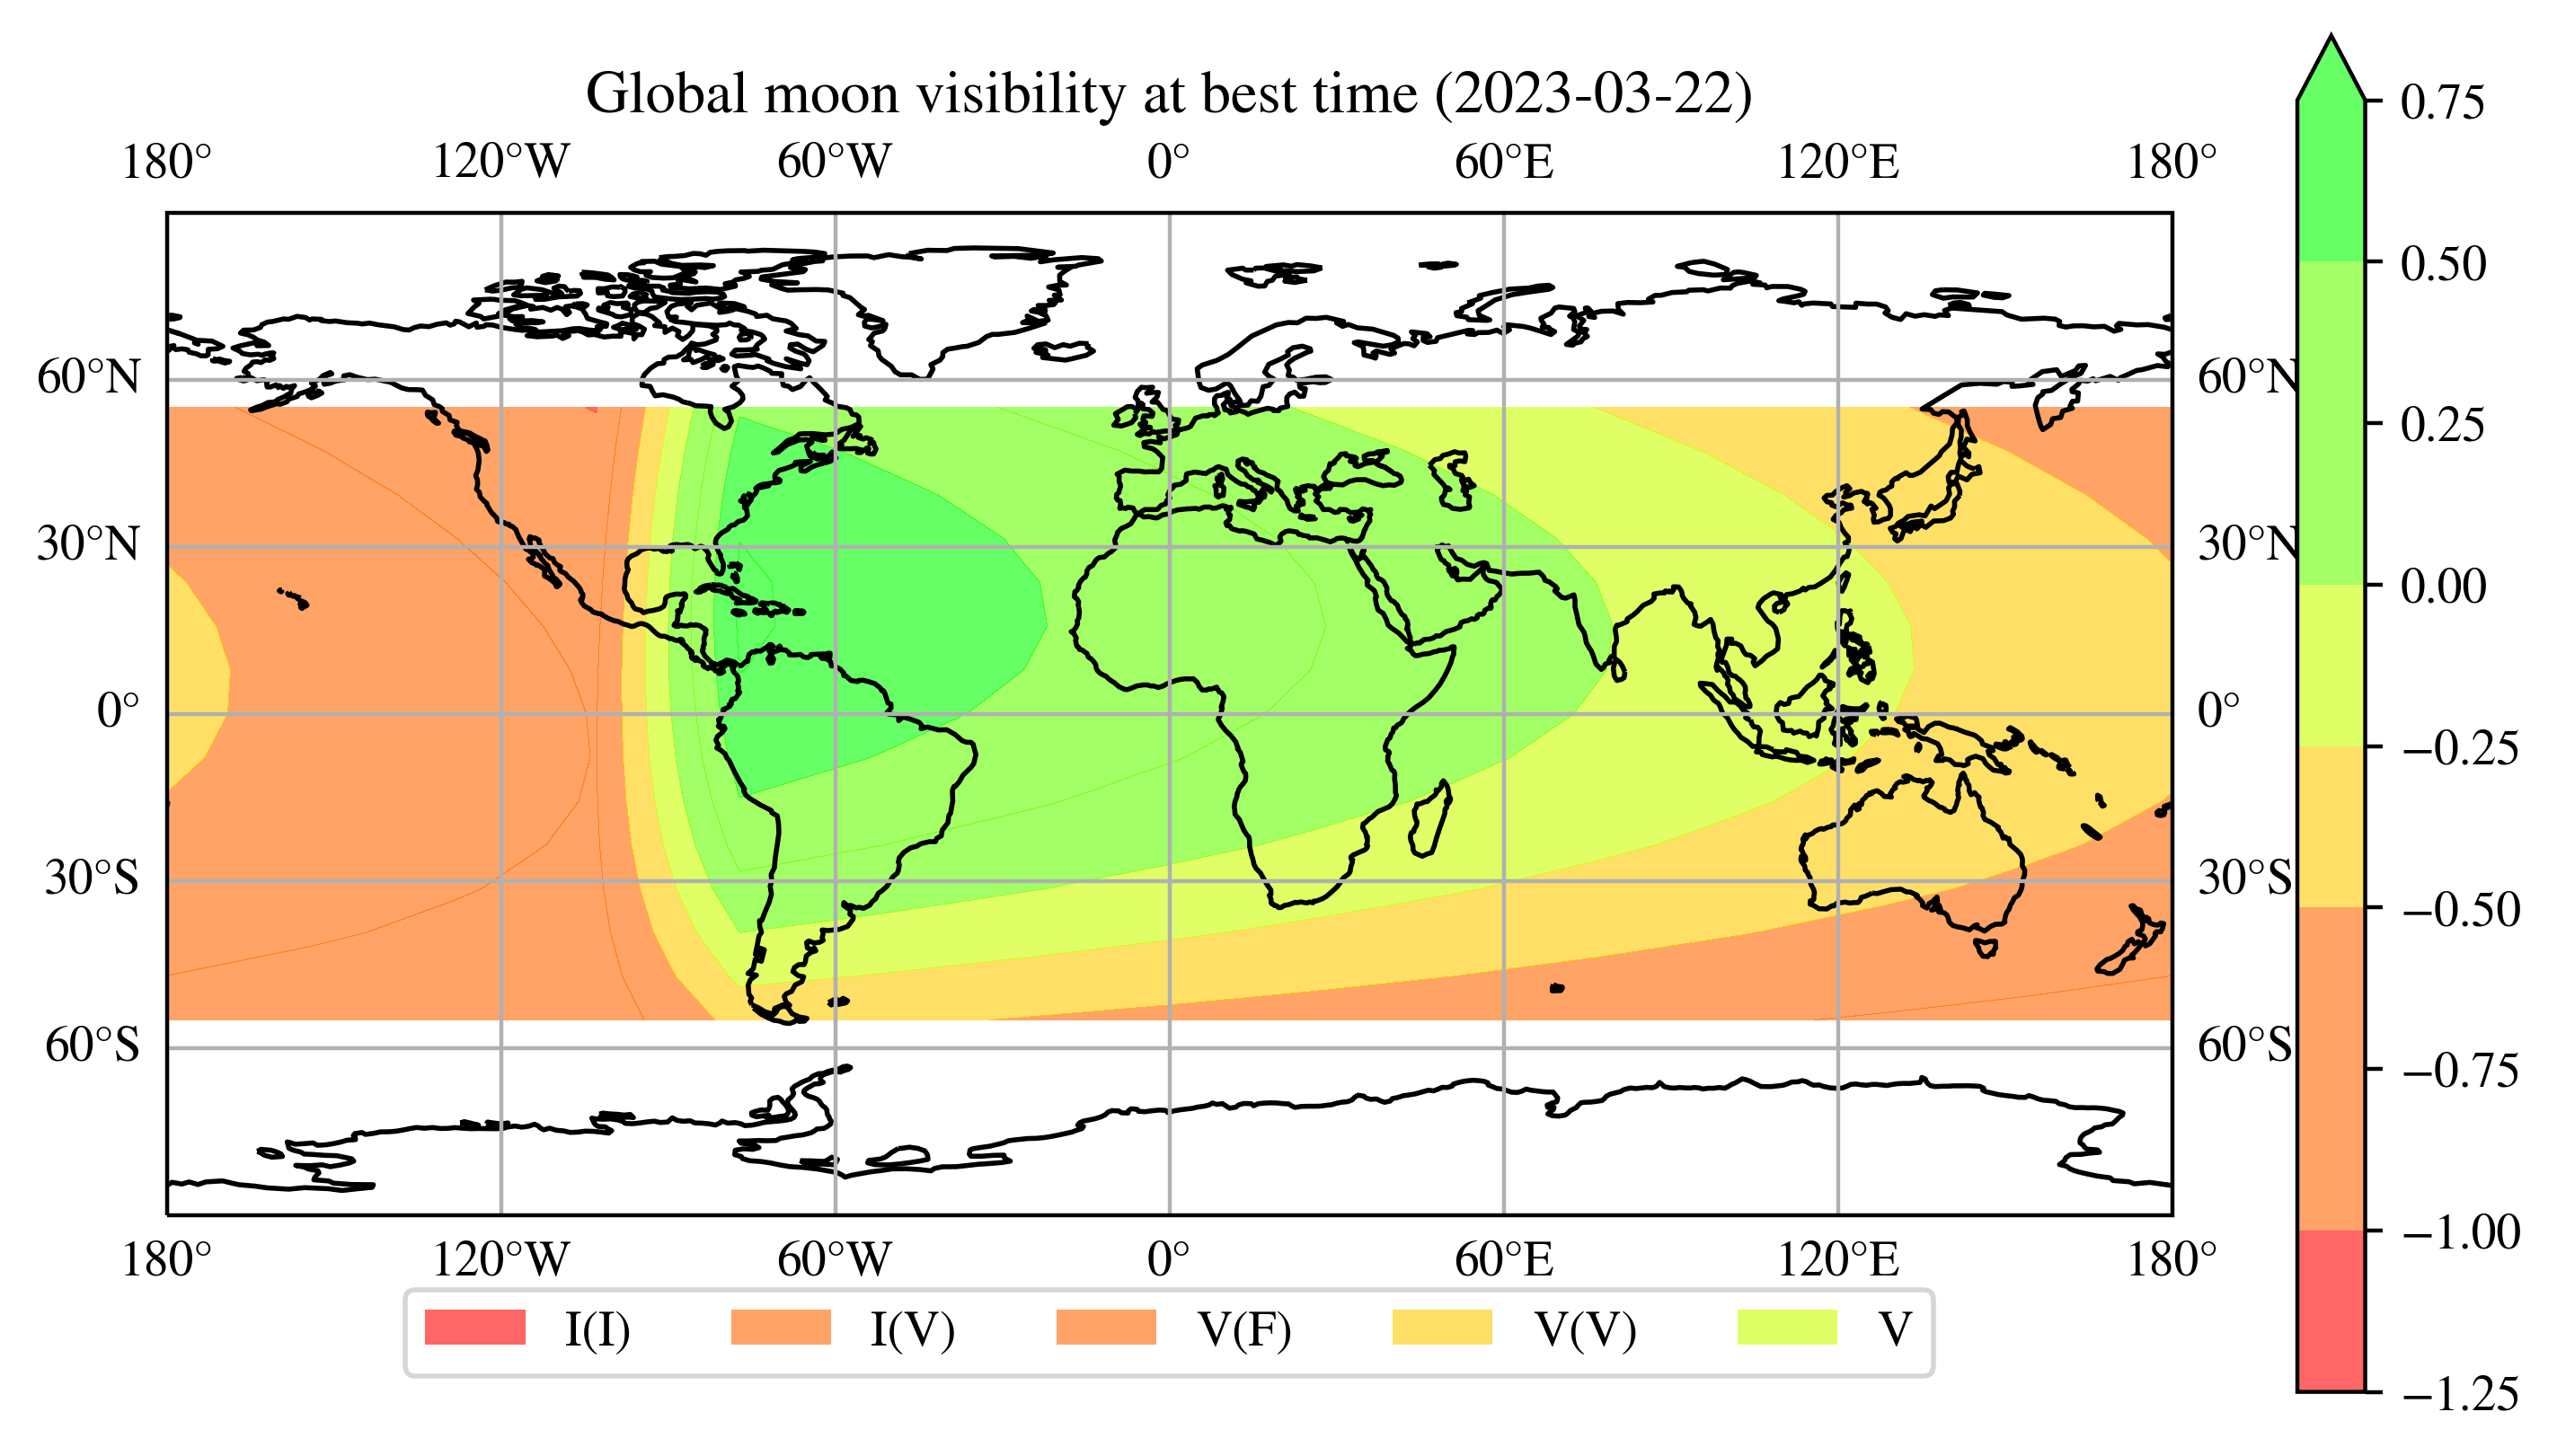 Global moon visibility at best time (2023-03-22)
180° 120°W 60°W 0° 60°E 120°E 180°
60°N 60°N
30°N 30°N
0° 0°
30°S 30°S
60°S 60°S
180° 120°W 60°W 0° 60°E 120°E 180°
I(I) I(V) V(F) V(V) V
0.75
0.50
0.25
0.00
−0.25
−0.50
−0.75
−1.00
−1.25